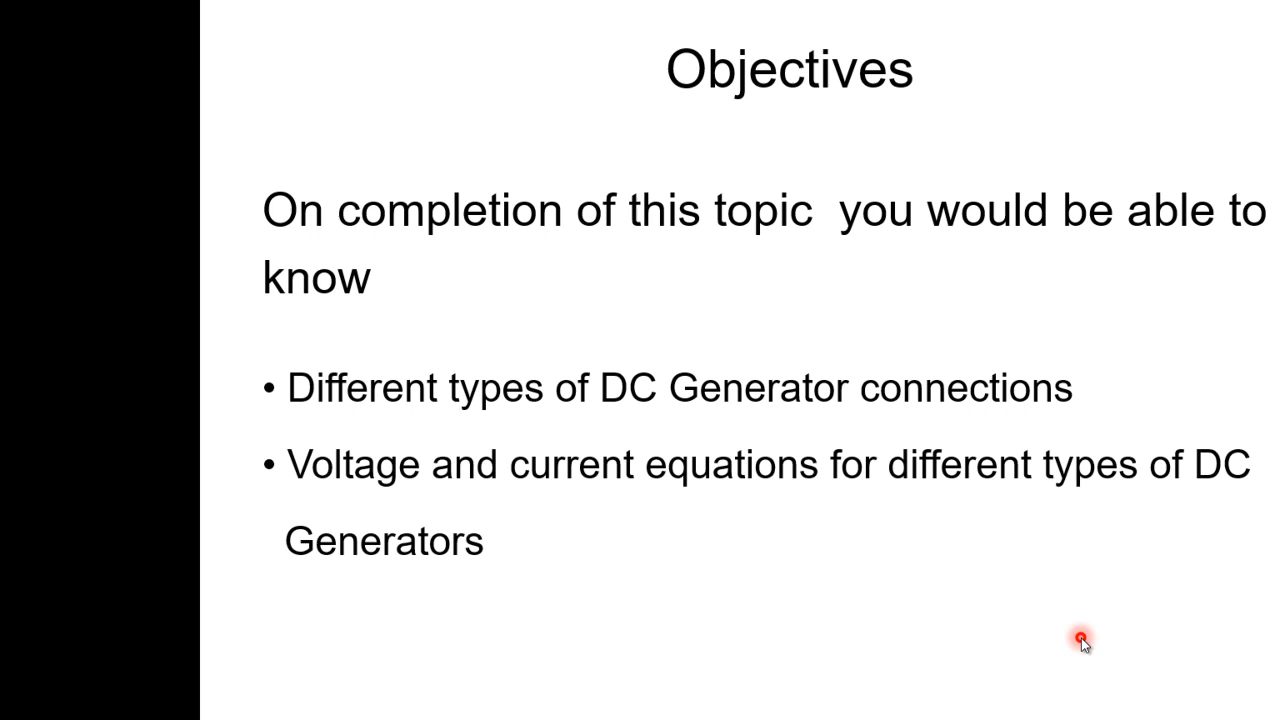 Objectives
On completion of this topic  you would be able to
know
• Different types of DC Generator connections
• Voltage and current equations for different types of DC
Generators